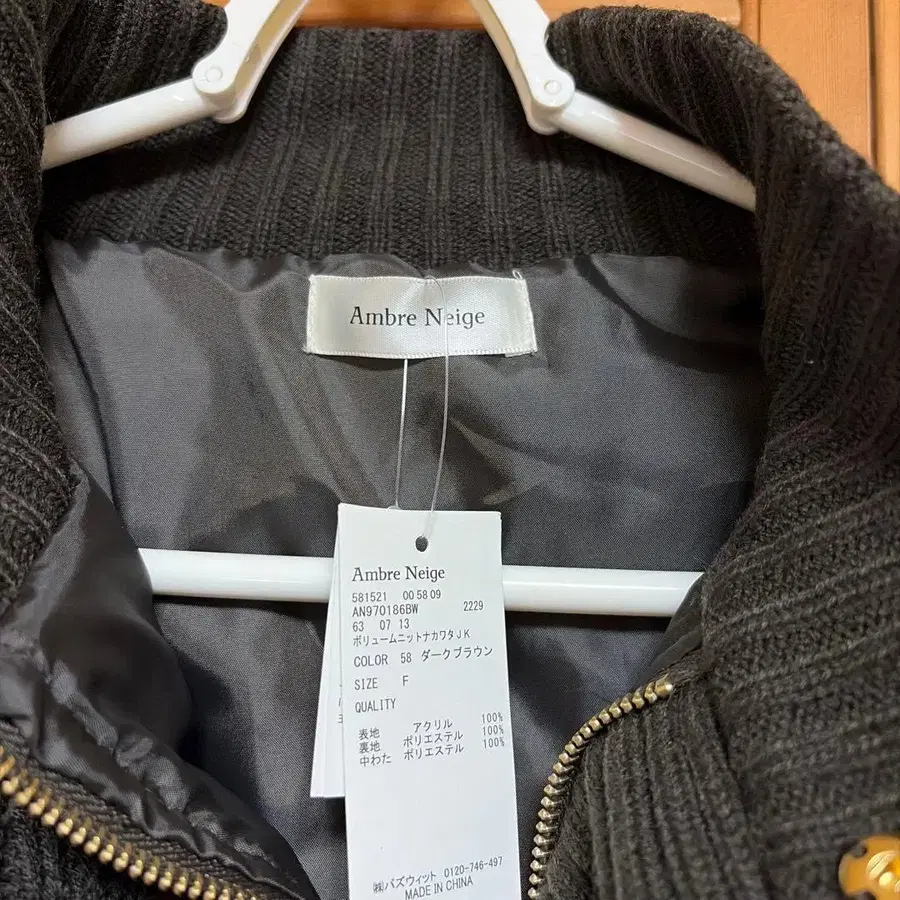 Ambre Neige
Ambre Neige
581521 00 58 09
AN970186BW 2229
63 07 13
ボリュームニットナカワタJK
COLOR 58 ダークブラウン
SIZE F
QUALITY
表地 アクリル 100%
裏地 ポリエステル 100%
中わた ポリエステル 100%
㈱バズウィット 0120-746-497
MADE IN CHINA